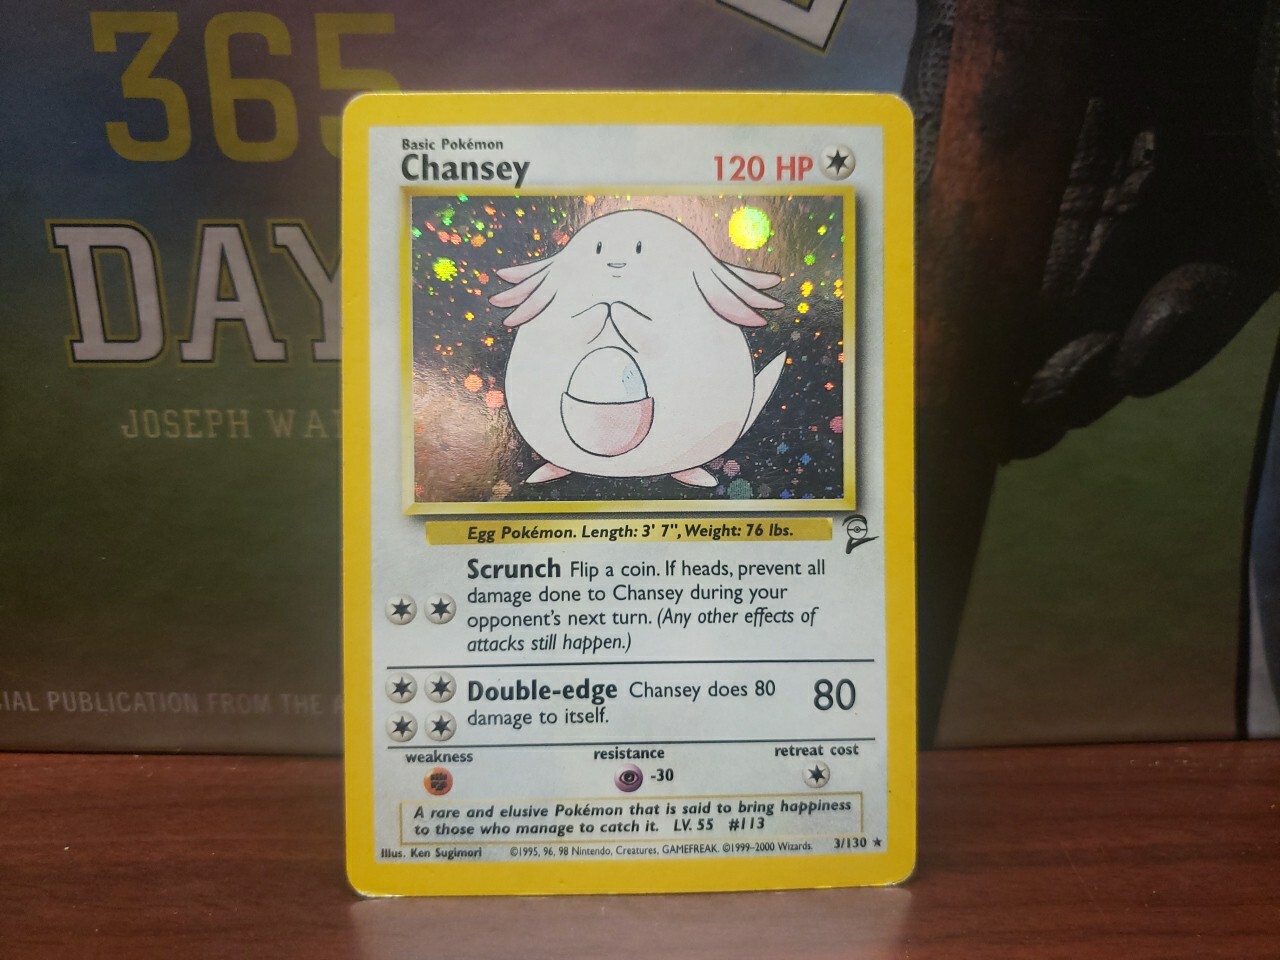 365
DAY
JOSEPH WA
IAL PUBLICATION FROM THE
Basic Pokémon
Chansey
120 HP
Egg Pokémon. Length: 3' 7", Weight: 76 lbs.
Scrunch Flip a coin. If heads, prevent all
damage done to Chansey during your
opponent's next turn. (Any other effects of
attacks still happen.)
Double-edge Chansey does 80
damage to itself.
80
weakness
resistance
retreat cost
-30
A rare and elusive Pokémon that is said to bring happiness
to those who manage to catch it. LV. 55 #113
Illus. Ken Sugimori
©1995, 96, 98 Nintendo, Creatures, GAMEFREAK. ©1999-2000 Wizards.
3/130 ★